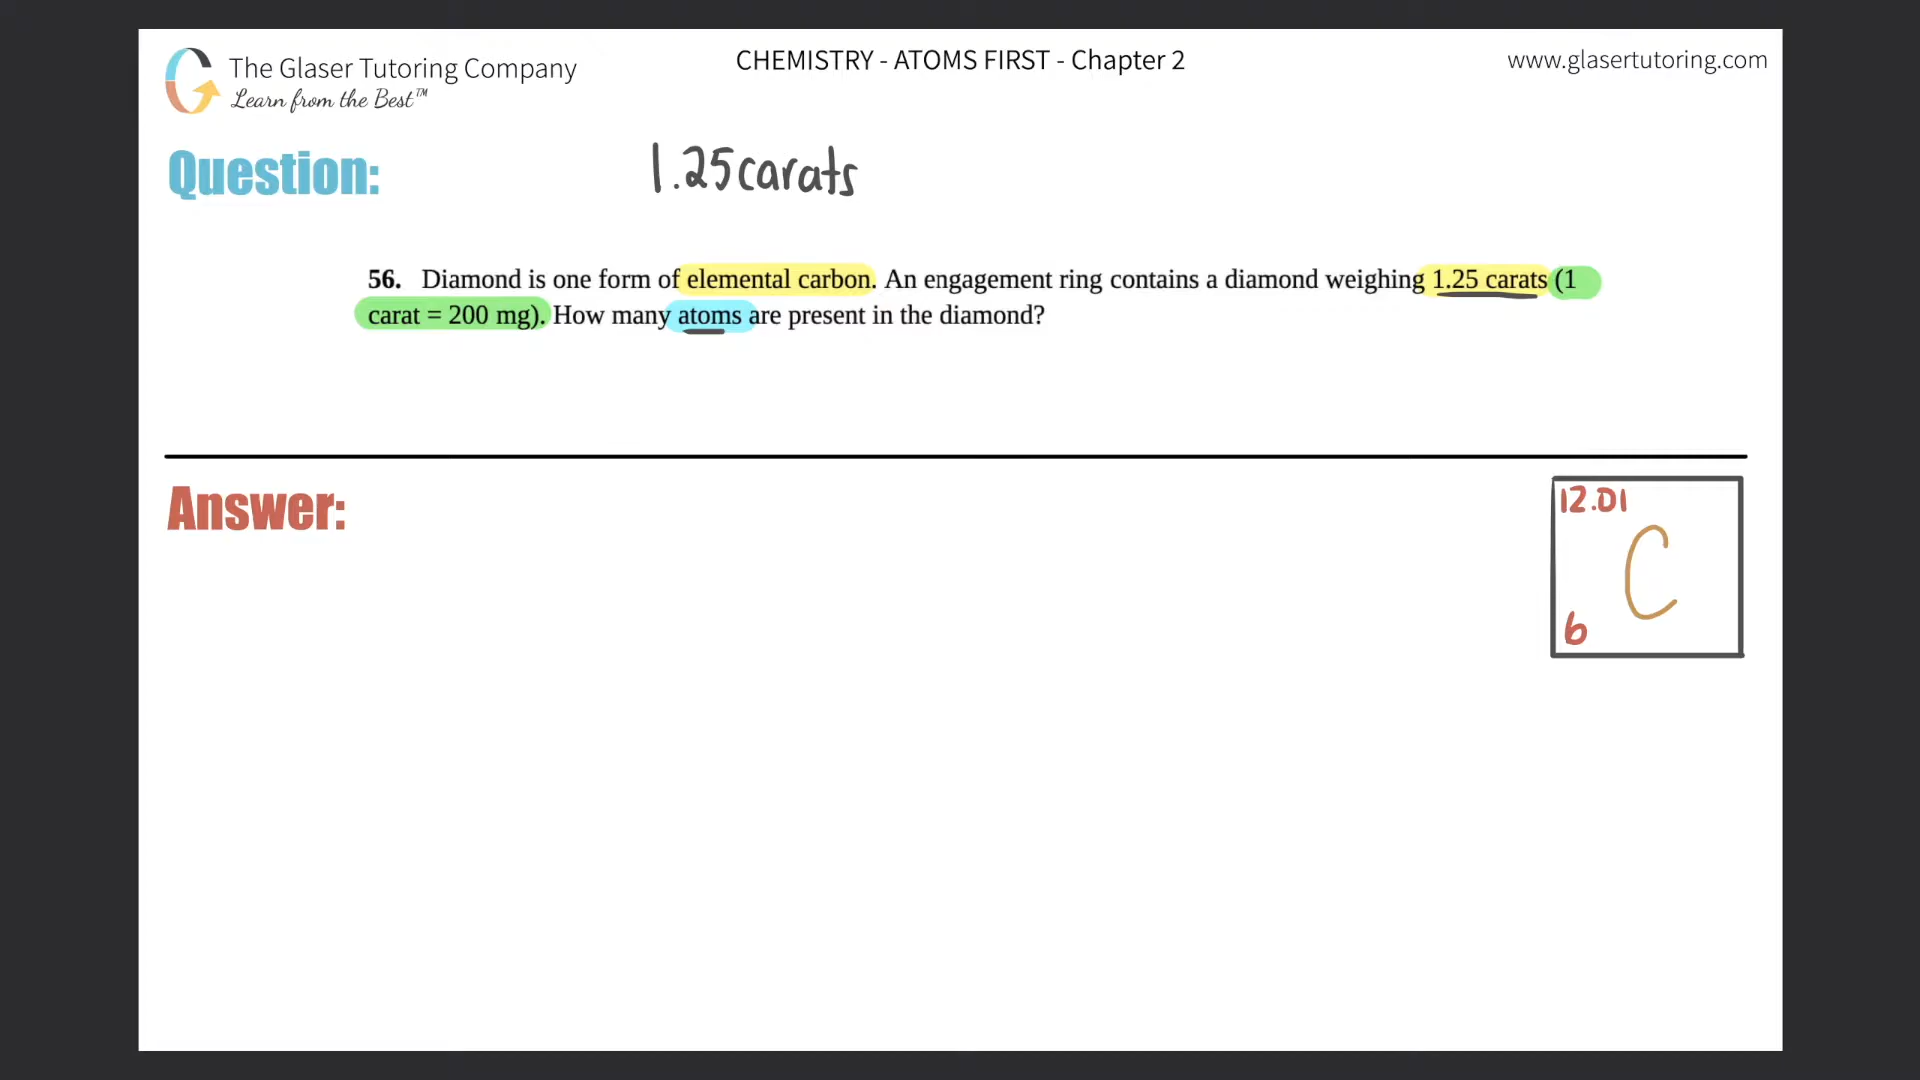 The Glaser Tutoring Company
Learn from the Best™
CHEMISTRY - ATOMS FIRST - Chapter 2
www.glasertutoring.com
Question:
1.25 carats
56. Diamond is one form of elemental carbon. An engagement ring contains a diamond weighing 1.25 carats (1
carat = 200 mg). How many atoms are present in the diamond?
Answer:
12.01
C
6